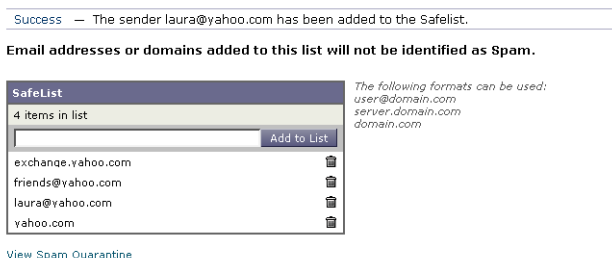 Success — The sender laura@yahoo.com has been added to the Safelist.
Email addresses or domains added to this list will not be identified as Spam.
SafeList
4 items in list
Add to List
exchange.yahoo.com
friends@yahoo.com
laura@yahoo.com
yahoo.com
The following formats can be used:
user@domain.com
server.domain.com
domain.com
View Spam Quarantine